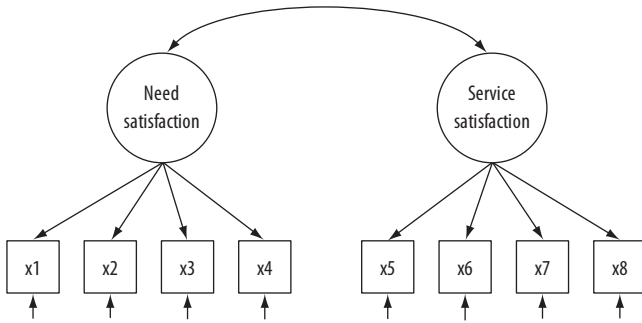 Need
satisfaction
Service
satisfaction
x1 x2 x3 x4 x5 x6 x7 x8